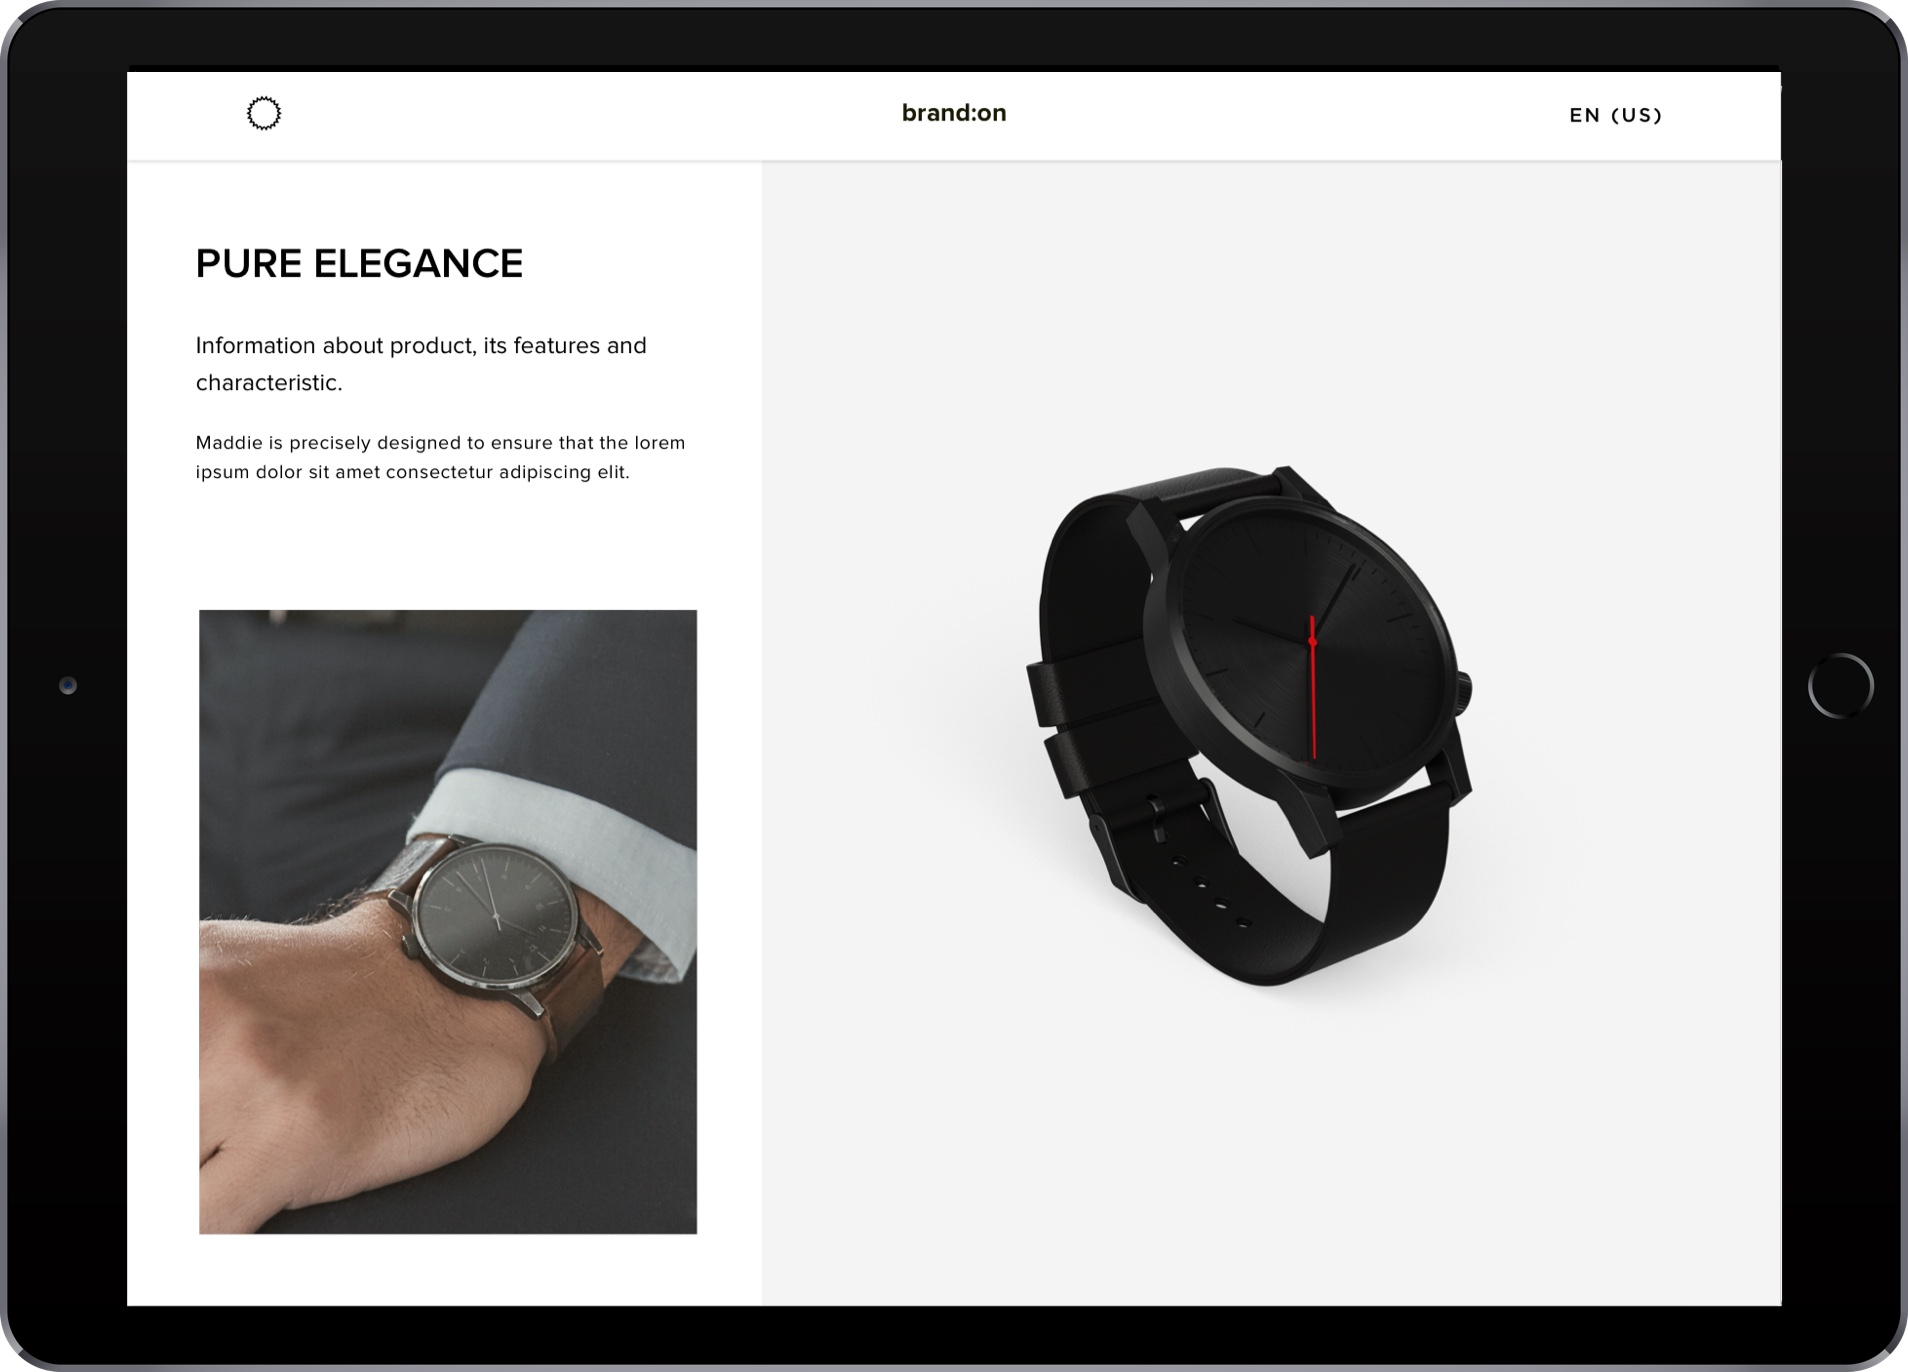 brand:on
EN (US)
PURE ELEGANCE
Information about product, its features and
characteristic.
Maddie is precisely designed to ensure that the lorem
ipsum dolor sit amet consectetur adipiscing elit.